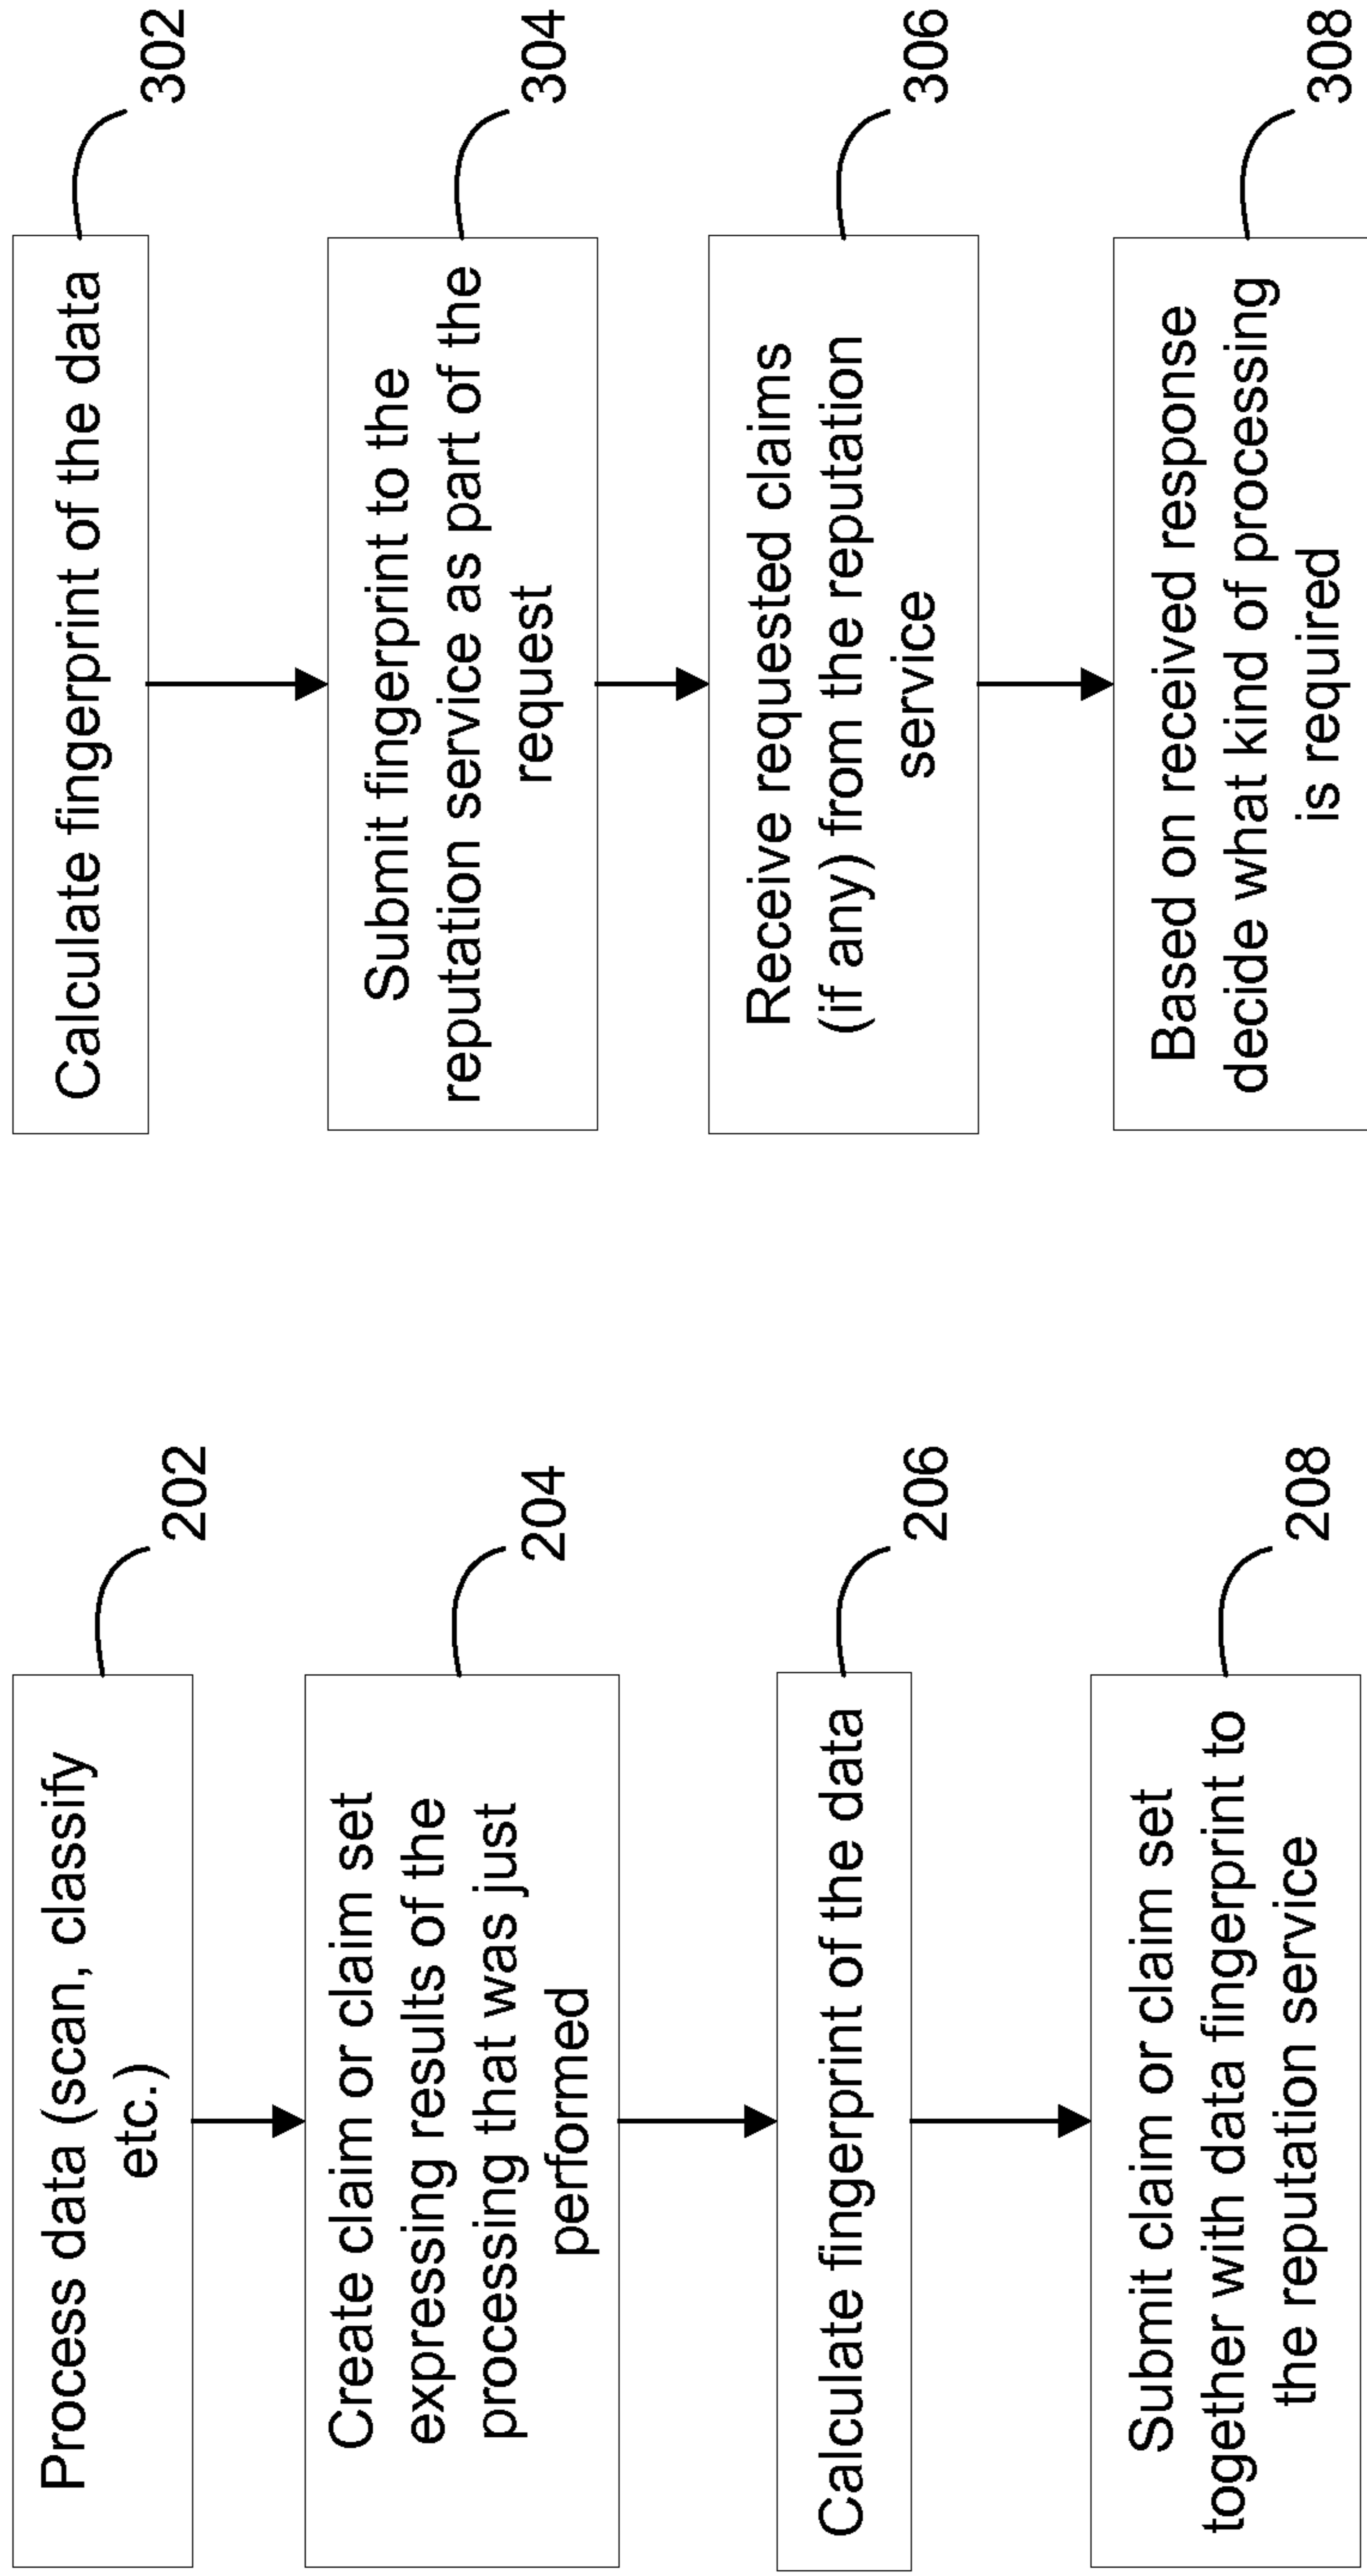 Process data (scan, classify
etc.)
202
Create claim or claim set
expressing results of the
processing that was just
performed
204
Calculate fingerprint of the data
206
Submit claim or claim set
together with data fingerprint to
the reputation service
208
Calculate fingerprint of the data
302
Submit fingerprint to the
reputation service as part of the
request
304
Receive requested claims
(if any) from the reputation
service
306
Based on received response
decide what kind of processing
is required
308